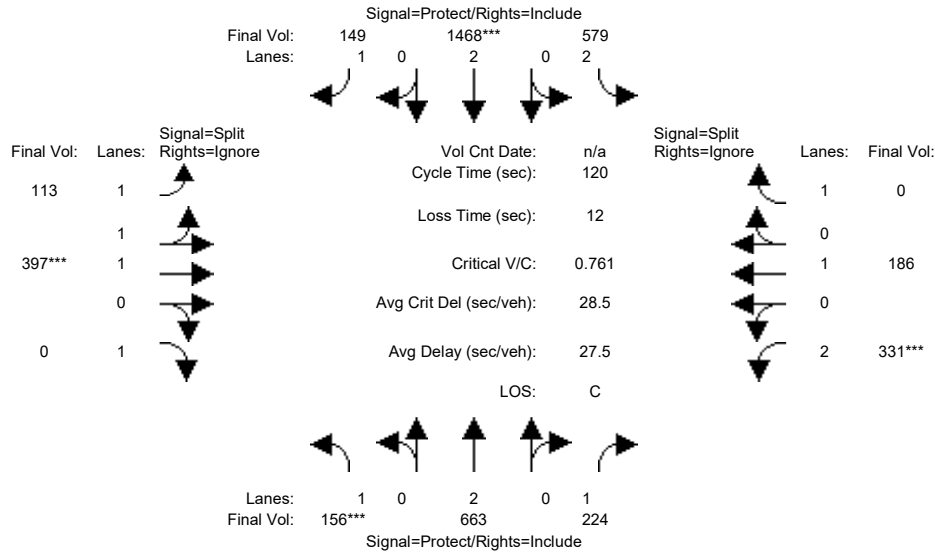 Signal=Protect/Rights=Include
Final Vol: 149 1468*** 579
Lanes: 1 0 2 0 2
Signal=Split Signal=Split
Final Vol: Lanes: Rights=Ignore Vol Cnt Date: n/a Rights=Ignore Lanes: Final Vol:
Cycle Time (sec): 120
113 1 1 0
Loss Time (sec): 12
1 0
397*** 1 Critical V/C: 0.761 1 186
0 Avg Crit Del (sec/veh): 28.5 0
0 1 Avg Delay (sec/veh): 27.5 2 331***
LOS: C
Lanes: 1 0 2 0 1
Final Vol: 156*** 663 224
Signal=Protect/Rights=Include